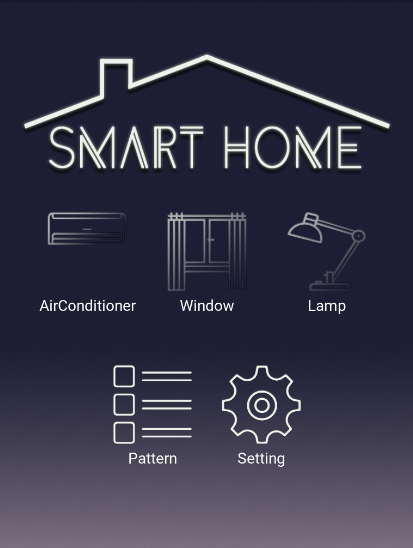 SMART HOME
AirConditioner Window Lamp
Pattern Setting